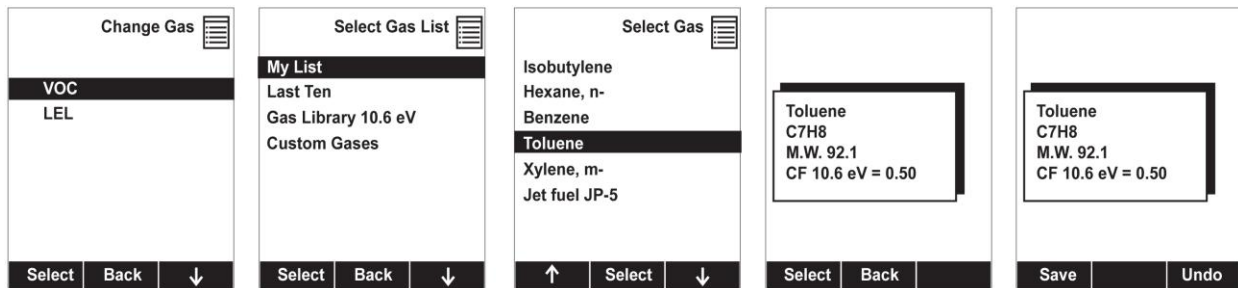 Change Gas
VOC
LEL
Select Back ↓
Select Gas List
My List
Last Ten
Gas Library 10.6 eV
Custom Gases
Select Back ↓
Select Gas
Isobutylene
Hexane, n-
Benzene
Toluene
Xylene, m-
Jet fuel JP-5
↑ Select ↓
Toluene
C7H8
M.W. 92.1
CF 10.6 eV = 0.50
Select Back
Toluene
C7H8
M.W. 92.1
CF 10.6 eV = 0.50
Save Undo